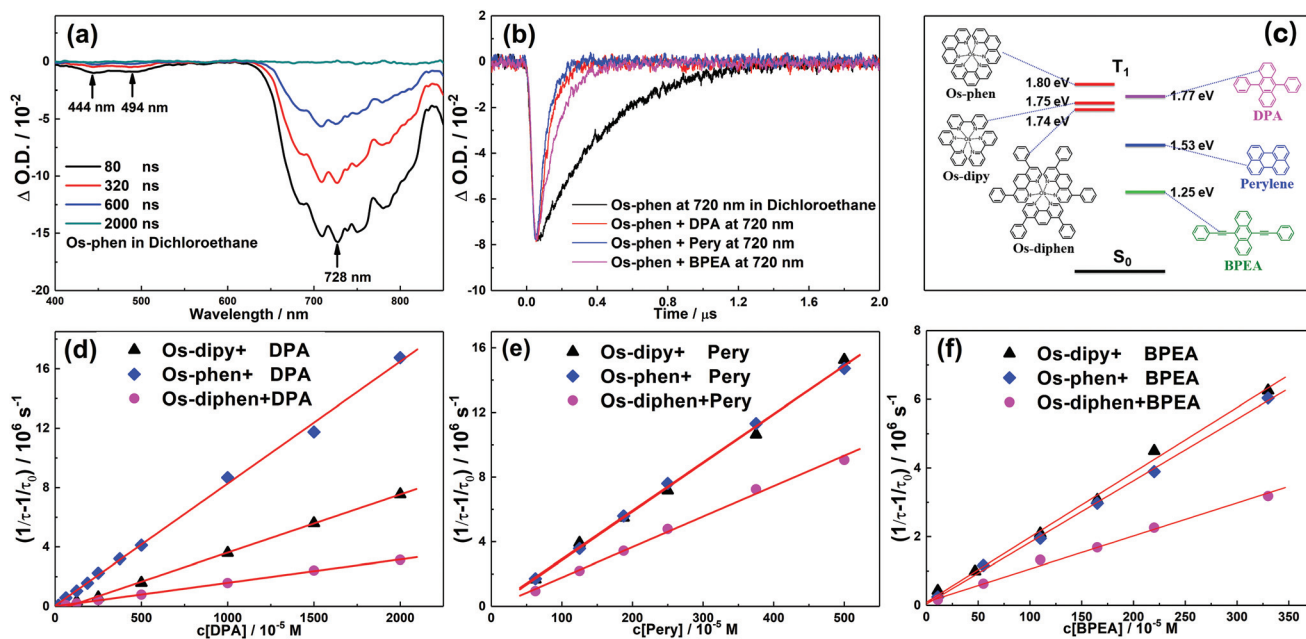 (a)
Δ O.D. / 10⁻²
0
-5
-10
-15
-20
444 nm
494 nm
728 nm
80 ns
320 ns
600 ns
2000 ns
Os-phen in Dichloroethane
400 500 600 700 800
Wavelength / nm
(b)
Δ O.D. / 10⁻²
2
0
-2
-4
-6
-8
-10
Os-phen at 720 nm in Dichloroethane
Os-phen + DPA at 720 nm
Os-phen + Pery at 720 nm
Os-phen + BPEA at 720 nm
0.0 0.4 0.8 1.2 1.6 2.0
Time / μs
(c)
Os-phen
Os-dipy
Os-diphen
T₁
1.80 eV
1.75 eV
1.74 eV
1.77 eV
DPA
1.53 eV
Perylene
1.25 eV
BPEA
S₀
(d)
(1/τ-1/τ₀) / 10⁶ s⁻¹
16
12
8
4
0
Os-dipy+ DPA
Os-phen+ DPA
Os-diphen+DPA
0 500 1000 1500 2000
c[DPA] / 10⁻⁵ M
(e)
(1/τ-1/τ₀) / 10⁶ s⁻¹
16
12
8
4
0
Os-dipy+ Pery
Os-phen+ Pery
Os-diphen+Pery
0 100 200 300 400 500
c[Pery] / 10⁻⁵ M
(f)
(1/τ-1/τ₀) / 10⁶ s⁻¹
8
6
4
2
0
Os-dipy+ BPEA
Os-phen+ BPEA
Os-diphen+BPEA
0 50 100 150 200 250 300 350
c[BPEA] / 10⁻⁵ M